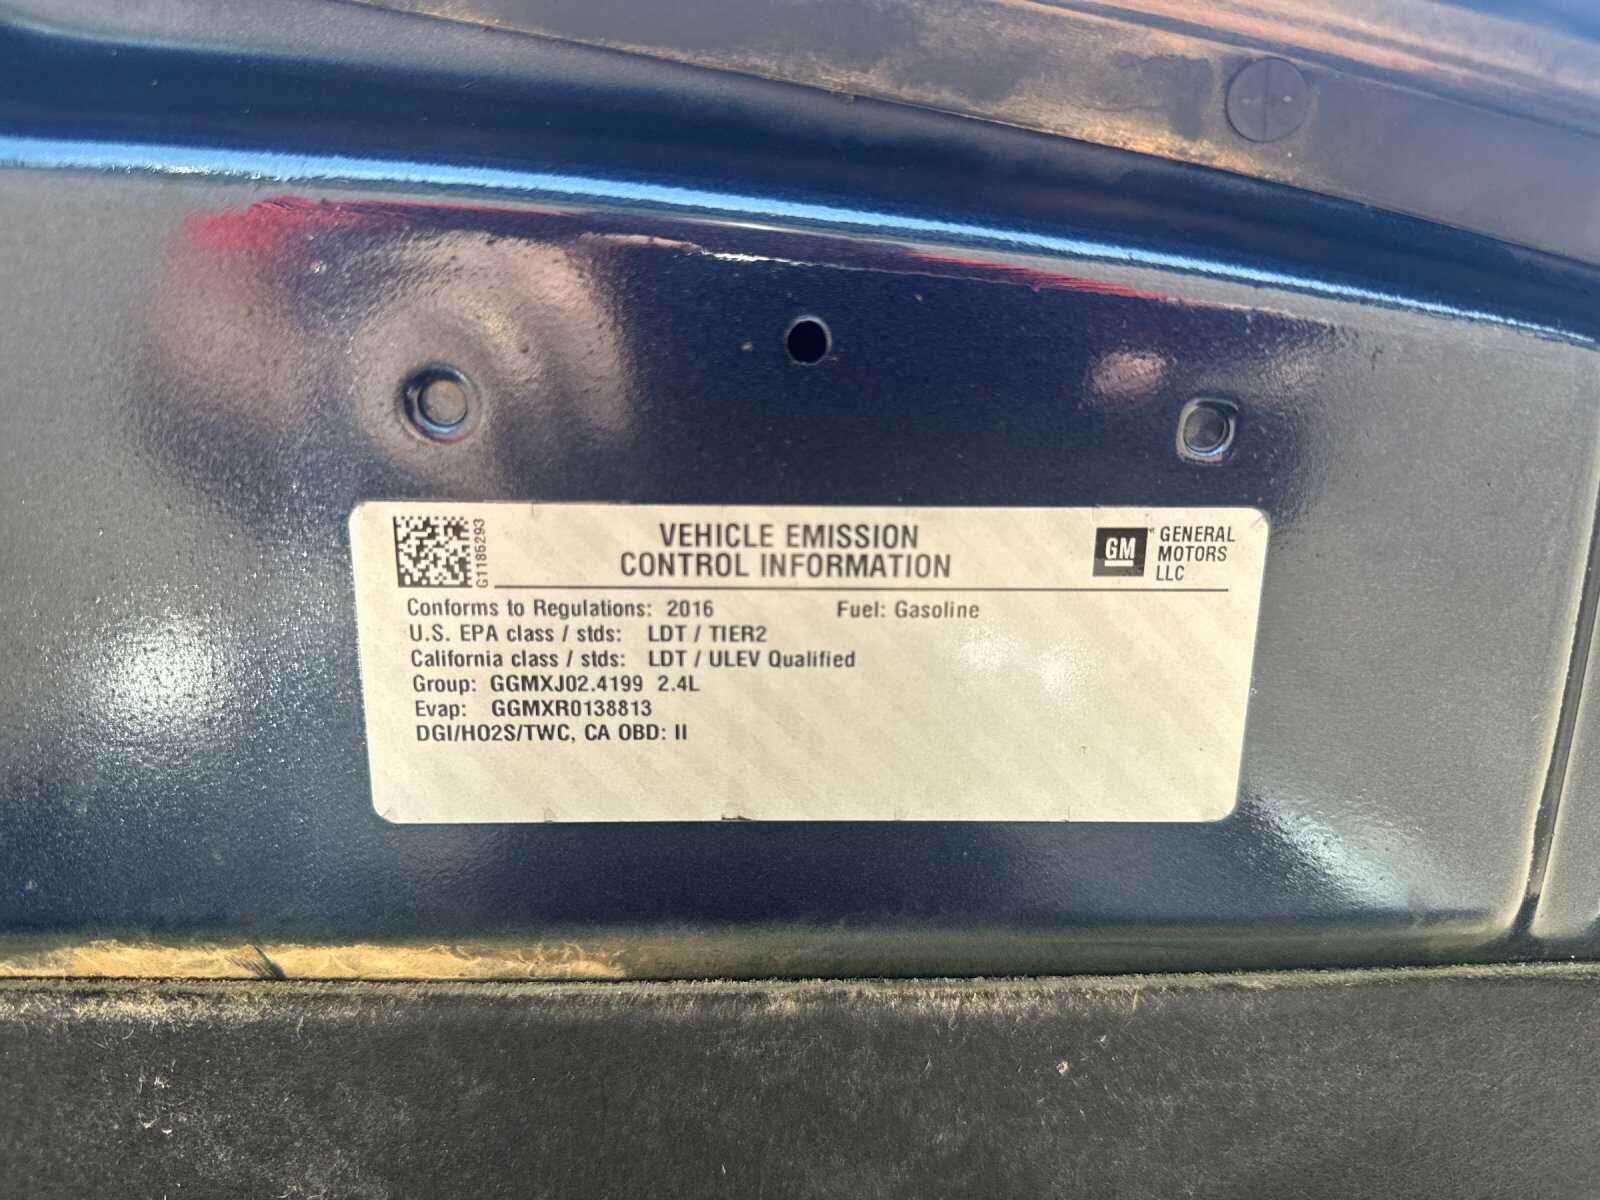 G1185293
VEHICLE EMISSION
CONTROL INFORMATION
GM
GENERAL
MOTORS
LLC
Conforms to Regulations: 2016 Fuel: Gasoline
U.S. EPA class / stds: LDT / TIER2
California class / stds: LDT / ULEV Qualified
Group: GGMXJ02.4199 2.4L
Evap: GGMXR0138813
DGI/HO2S/TWC, CA OBD: II